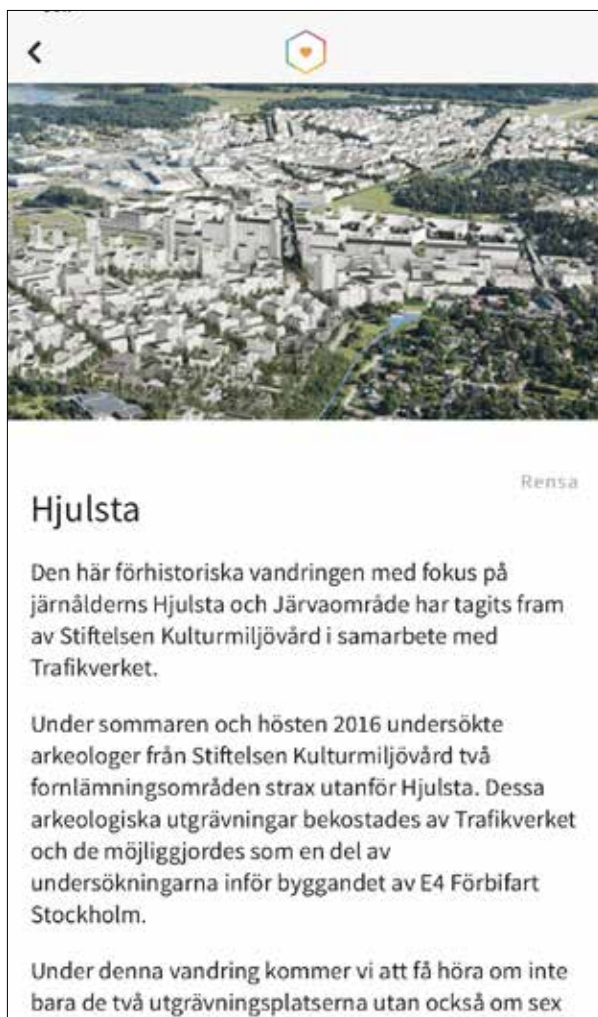 Rensa
Hjulsta
Den här förhistoriska vandringen med fokus på
järnålderns Hjulsta och Järvaområde har tagits fram
av Stiftelsen Kulturmiljövård i samarbete med
Trafikverket.
Under sommaren och hösten 2016 undersökte
arkeologer från Stiftelsen Kulturmiljövård två
fornlämningsområden strax utanför Hjulsta. Dessa
arkeologiska utgrävningar bekostades av Trafikverket
och de möjliggjordes som en del av
undersökningarna inför byggandet av E4 Förbifart
Stockholm.
Under denna vandring kommer vi att få höra om inte
bara de två utgrävningsplatserna utan också om sex